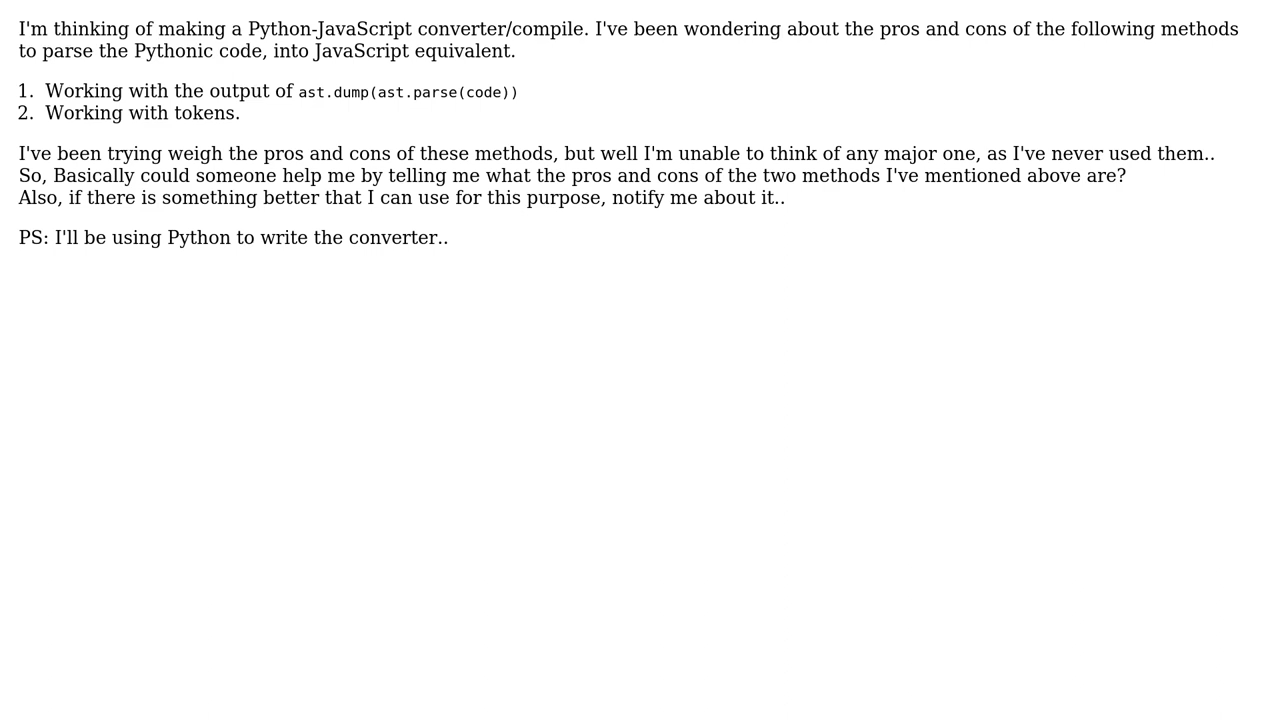 I'm thinking of making a Python-JavaScript converter/compile. I've been wondering about the pros and cons of the following methods
to parse the Pythonic code, into JavaScript equivalent.
1. Working with the output of ast.dump(ast.parse(code))
2. Working with tokens.
I've been trying weigh the pros and cons of these methods, but well I'm unable to think of any major one, as I've never used them..
So, Basically could someone help me by telling me what the pros and cons of the two methods I've mentioned above are?
Also, if there is something better that I can use for this purpose, notify me about it..
PS: I'll be using Python to write the converter..